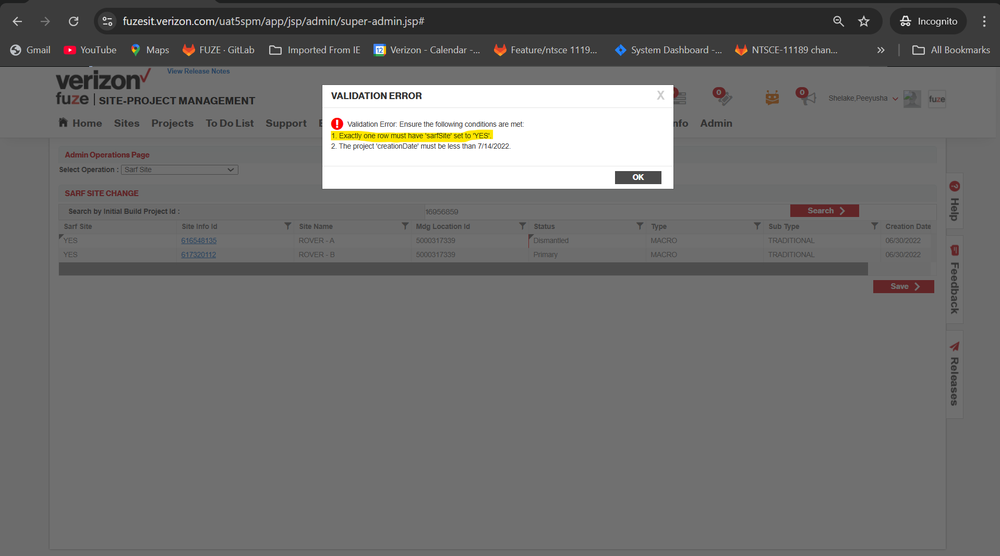 fuzesit.verizon.com/uat5spm/app/jsp/admin/super-admin.jsp#
Incognito
Gmail
YouTube
Maps
FUZE · GitLab
Imported From IE
12
Verizon - Calendar -...
Feature/ntsce 1119...
System Dashboard -...
NTSCE-11189 chan...
»
All Bookmarks
verizon
View Release Notes
fuze | SITE-PROJECT MANAGEMENT
0
0
Shelake,Peeyusha
fuze
Home
Sites
Projects
To Do List
Support
nfo
Admin
VALIDATION ERROR
X
Validation Error: Ensure the following conditions are met:
1. Exactly one row must have 'sarfSite' set to 'YES'.
2. The project 'creationDate' must be less than 7/14/2022.
OK
Admin Operations Page
Select Operation : Sarf Site
SARF SITE CHANGE
Search by Initial Build Project Id : 16956859 Search
Sarf Site Site Info Id Site Name Mdg Location Id Status Type Sub Type Creation Date
YES 616548135 ROVER - A 5000317339 Dismantled MACRO TRADITIONAL 06/30/2022
YES 617320112 ROVER - B 5000317339 Primary MACRO TRADITIONAL 06/30/2022
Save
? Help
Feedback
Releases